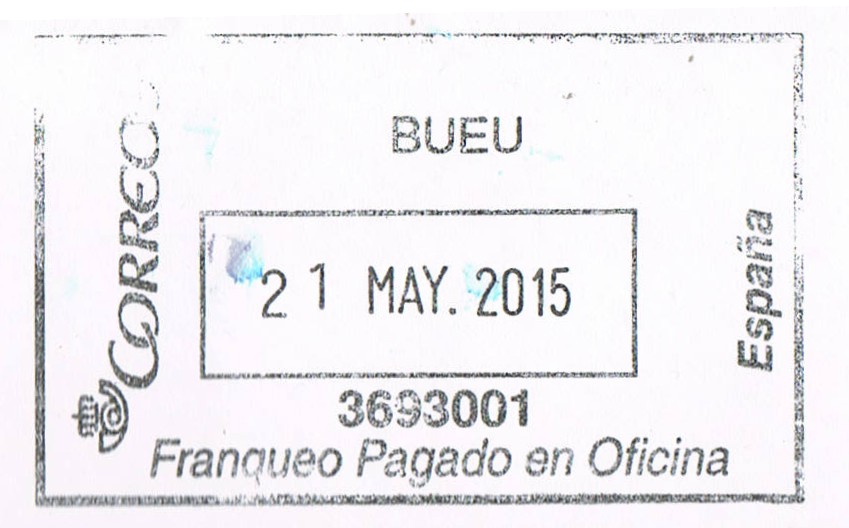 CORREOS
BUEU
21 MAY. 2015
3693001
Franqueo Pagado en Oficina
España